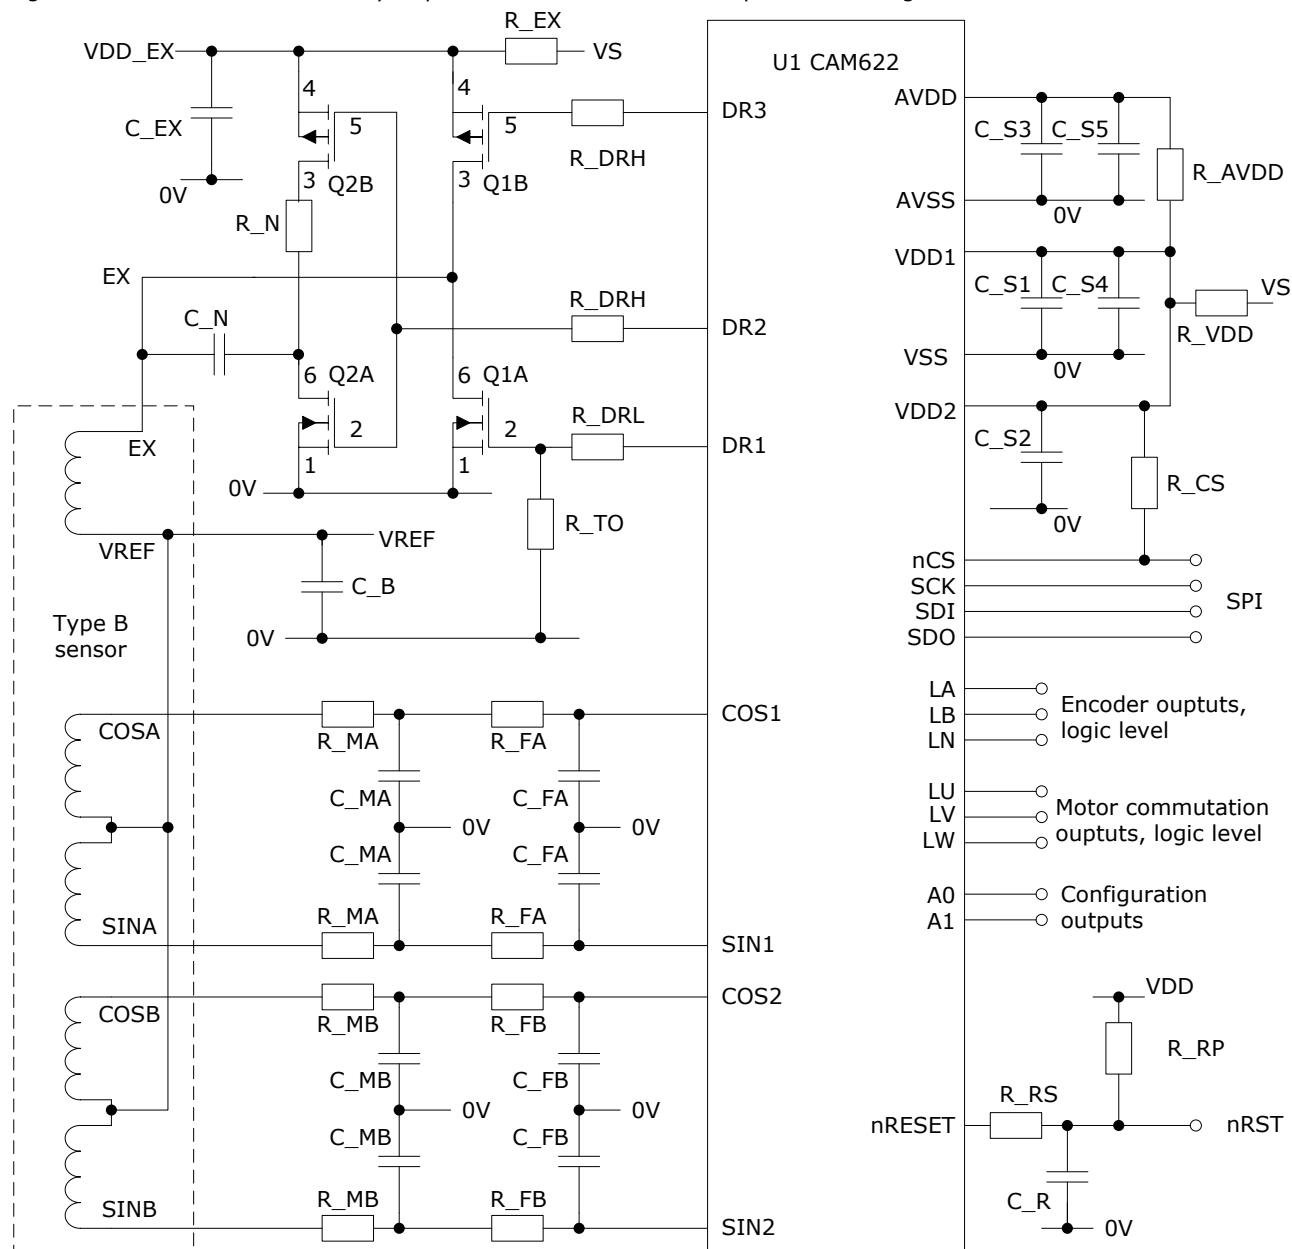 R_EX
VDD_EX
VS
U1 CAM622
4
4
AVDD
DR3
C_EX
5
5
C_S3
C_S5
R_DRH
R_AVDD
3
Q2B
3
Q1B
0V
AVSS
0V
R_N
VDD1
EX
C_S1
C_S4
VS
R_DRH
C_N
DR2
R_VDD
VSS
0V
6
Q2A
6
Q1A
VDD2
R_DRL
2
2
EX
DR1
C_S2
1
1
R_CS
0V
R_TO
0V
VREF
VREF
nCS
C_B
SCK
SDI
SPI
Type B
sensor
0V
SDO
LA
Encoder ouptuts,
logic level
LB
LN
COSA
R_MA
R_FA
COS1
LU
C_MA
C_FA
LV
Motor commutation
ouptuts, logic level
0V
0V
LW
C_MA
C_FA
A0
Configuration
outputs
A1
SINA
R_MA
R_FA
SIN1
COSB
R_MB
R_FB
COS2
VDD
C_MB
C_FB
R_RP
R_RS
0V
0V
nRESET
nRST
C_MB
C_FB
R_MB
R_FB
C_R
SINB
SIN2
0V